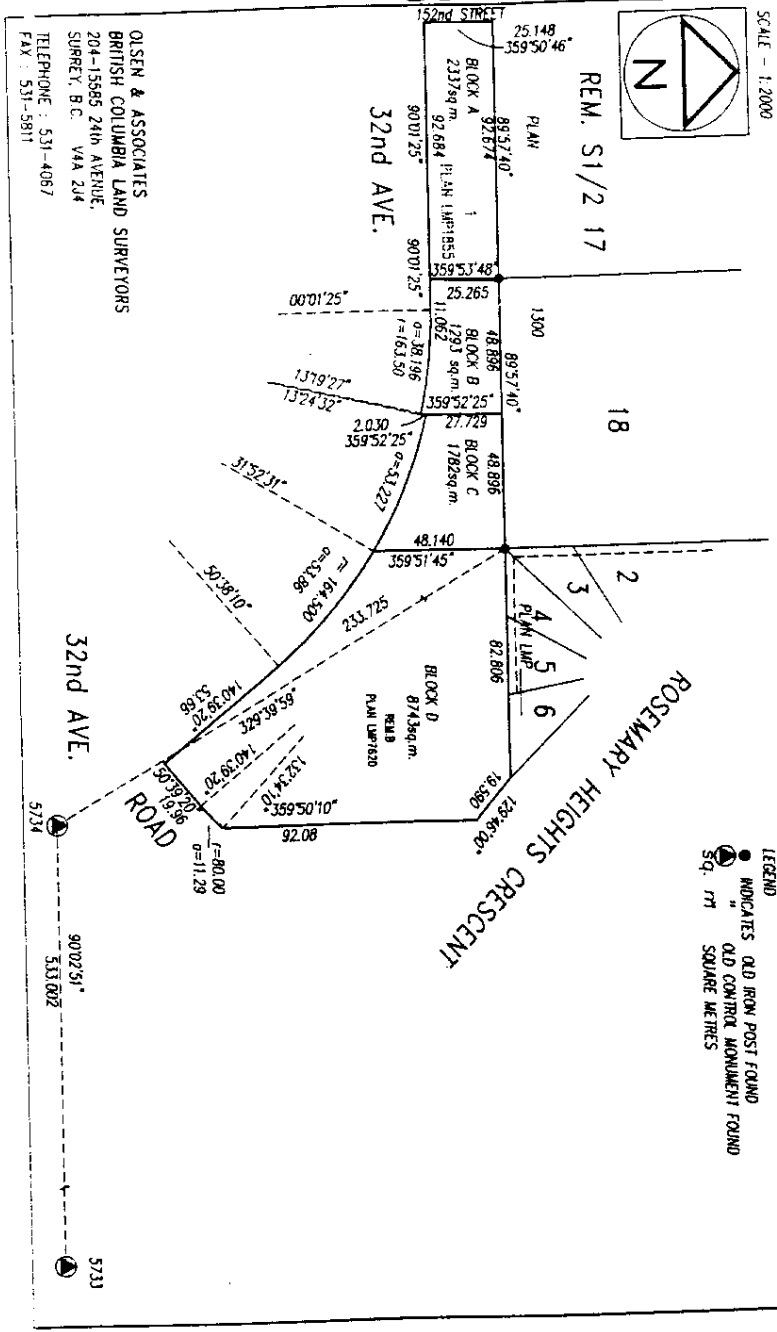 SCALE - 1:2000
N
REM. S1/2 17
PLAN
152nd STREET
25.148
359°50'46"
BLOCK A
2337sq.m.
89°57'40"
92.674
1
PLAN LMP1855
92.684
90°01'25"
32nd AVE.
359°53'48"
25.265
90°01'25"
11.062
00°01'25"
1300
18
89°57'40"
48.896
BLOCK B
1293 sq.m.
a=38.196
r=163.50
13°19'27"
13°24'32"
359°52'25"
27.729
2.030
359°52'25"
48.896
BLOCK C
1782sq.m.
a=53.227
31°52'31"
48.140
359°51'45"
r= 164.500
a=53.86
50°38'10"
2
3
4
5
6
PLAN LMP
82.806
ROSEMARY HEIGHTS CRESCENT
BLOCK D
8743sq.m.
REM.B
PLAN LMP7620
233.725
329°36'59"
140°39'20"
53.66
140°39'20"
132°34'10"
359°50'10"
92.08
19.590
129°46'00"
50°39'20"
19.96
ROAD
r=80.00
a=11.29
32nd AVE.
5734
90°02'51"
533.002
5733
LEGEND
INDICATES OLD IRON POST FOUND
" OLD CONTROL MONUMENT FOUND
sq. m SQUARE METRES
OLSEN & ASSOCIATES
BRITISH COLUMBIA LAND SURVEYORS
204-15585 24th AVENUE,
SURREY, B.C. V4A 2J4
TELEPHONE : 531-4067
FAX : 531-5811